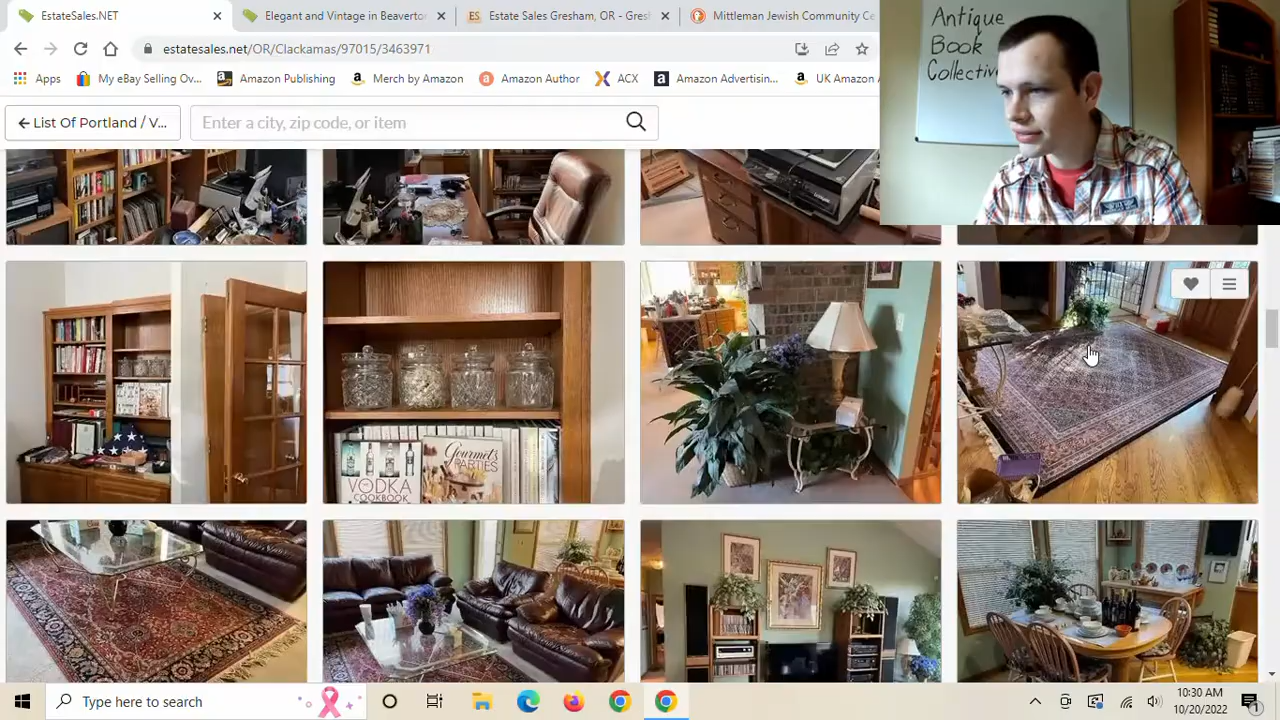 EstateSales.NET
Elegant and Vintage in Beaverto
ES Estate Sales Gresham, OR - Gres
Mittleman Jewish Community Ce
estatesales.net/OR/Clackamas/97015/3463971
Apps
My eBay Selling Ov...
Amazon Publishing
Merch by Amazon
Amazon Author
ACX
Amazon Advertisin...
UK Amazon A
Antique
Book
Collectiv
List Of Portland / V...
Enter a city, zip code, or item
VODKA
COOKBOOK
Gourmet's
PARTIES
Type here to search
10:30 AM
10/20/2022
1